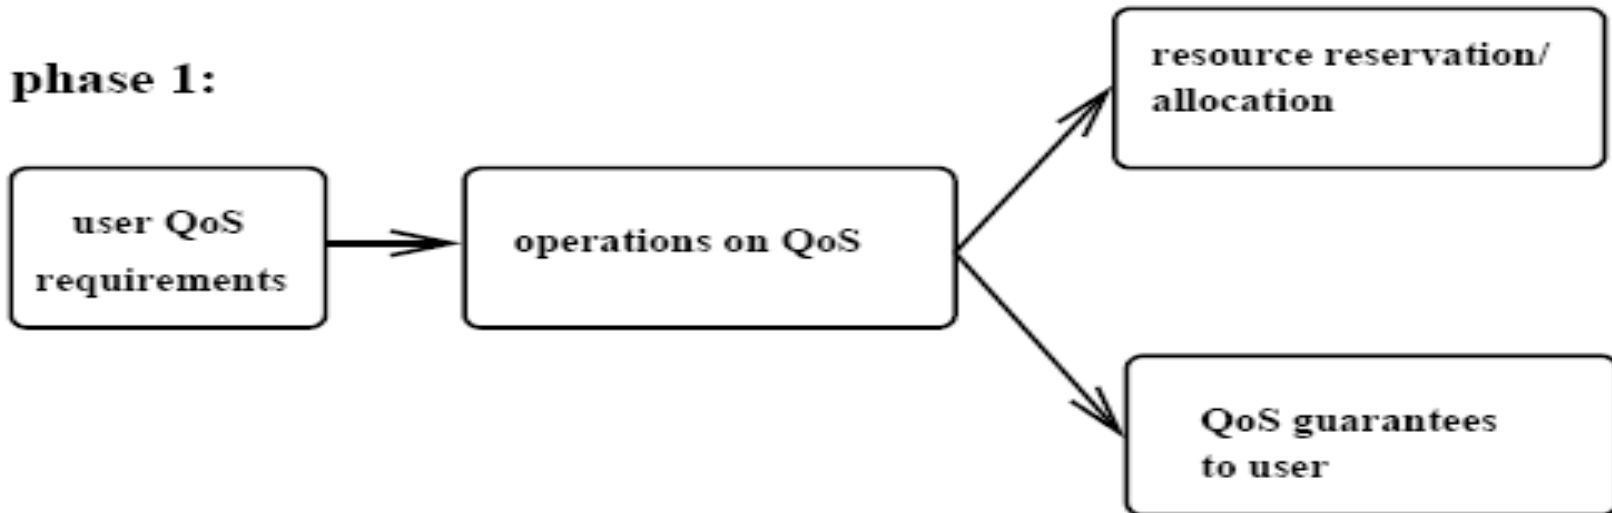 phase 1:
user QoS
requirements
operations on QoS
resource reservation/
allocation
QoS guarantees
to user